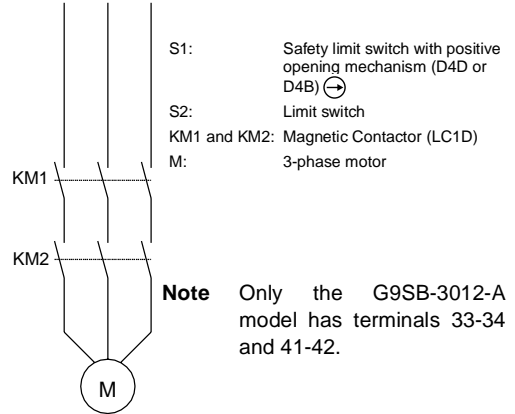 S1: Safety limit switch with positive
opening mechanism (D4D or
D4B)
S2: Limit switch
KM1 and KM2: Magnetic Contactor (LC1D)
M: 3-phase motor
KM1
KM2
Note Only the G9SB-3012-A
model has terminals 33-34
and 41-42.
M